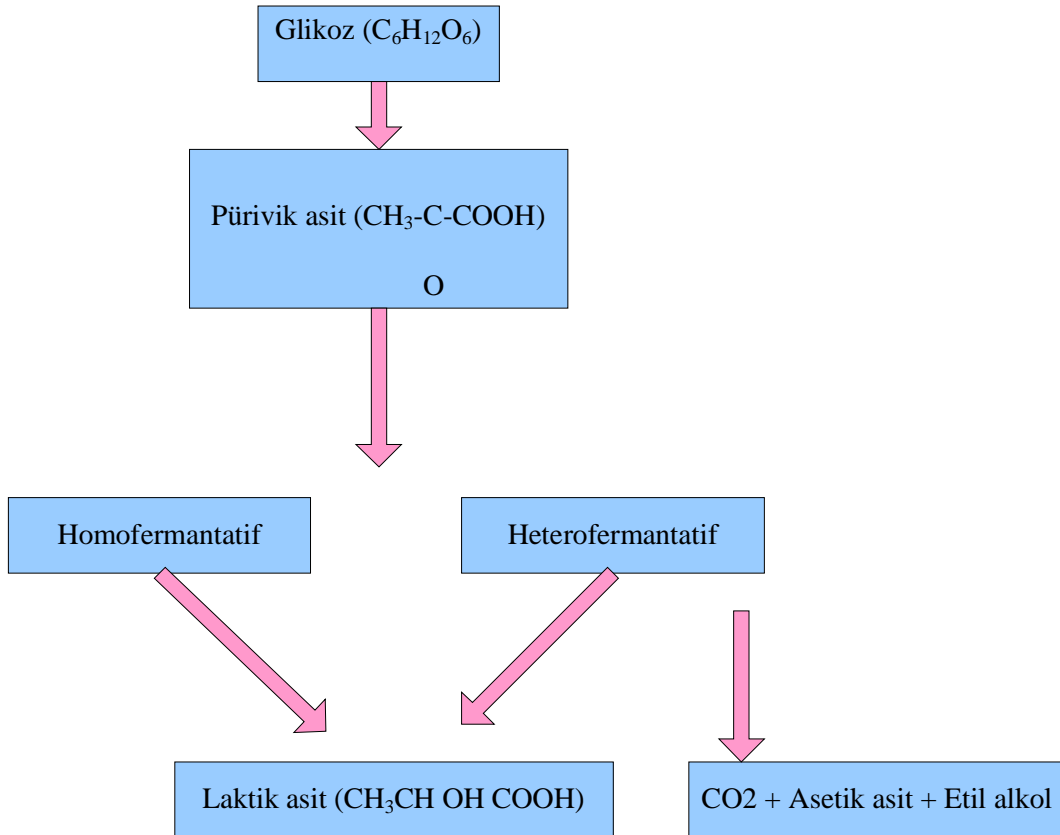 Glikoz (C₆H₁₂O₆)
Pürivik asit (CH₃-C-COOH)
O
Homofermantatif
Heterofermantatif
Laktik asit (CH₃CH OH COOH)
CO2 + Asetik asit + Etil alkol